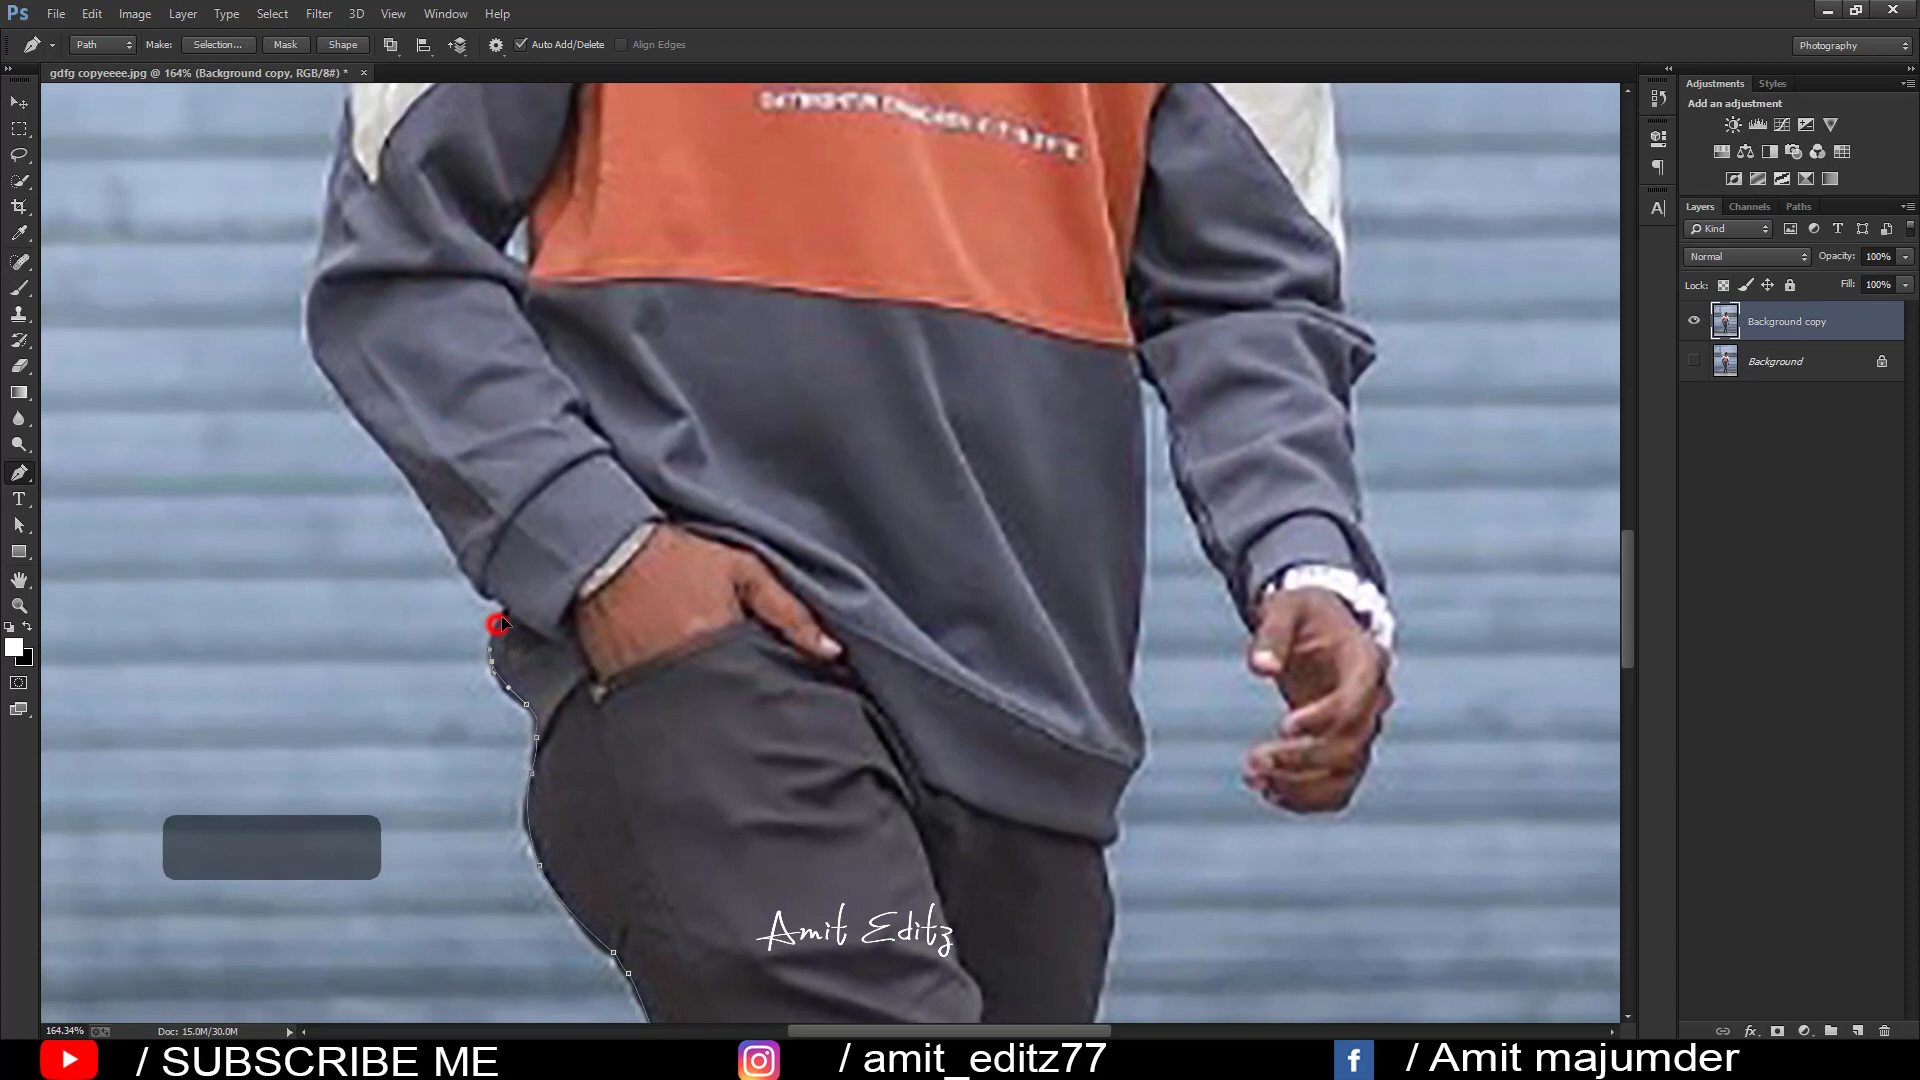 Ps File Edit Image Layer Type Select Filter 3D View Window Help
Path Make: Selection... Mask Shape Auto Add/Delete Align Edges Photography
gdfg copyeeee.jpg @ 164% (Background copy, RGB/8#) * ×
Adjustments Styles
Add an adjustment
Layers Channels Paths
Kind
Normal Opacity: 100%
Lock: Fill: 100%
Background copy
Background
Amit Editz
164.34% Doc: 15.0M/30.0M
/ SUBSCRIBE ME / amit_editz77 / Amit majumder